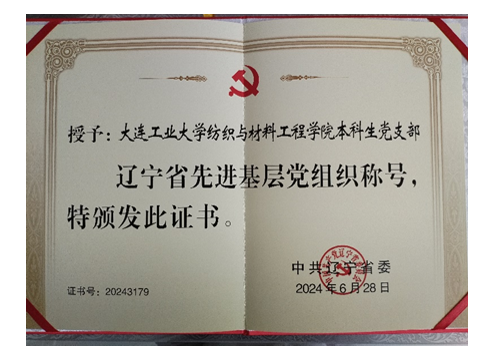 授予：大连工业大学纺织与材料工程学院本科生党支部
辽宁省先进基层党组织称号，
特颁发此证书。
中共辽宁省委
证书号：20243179
2024年6月28日